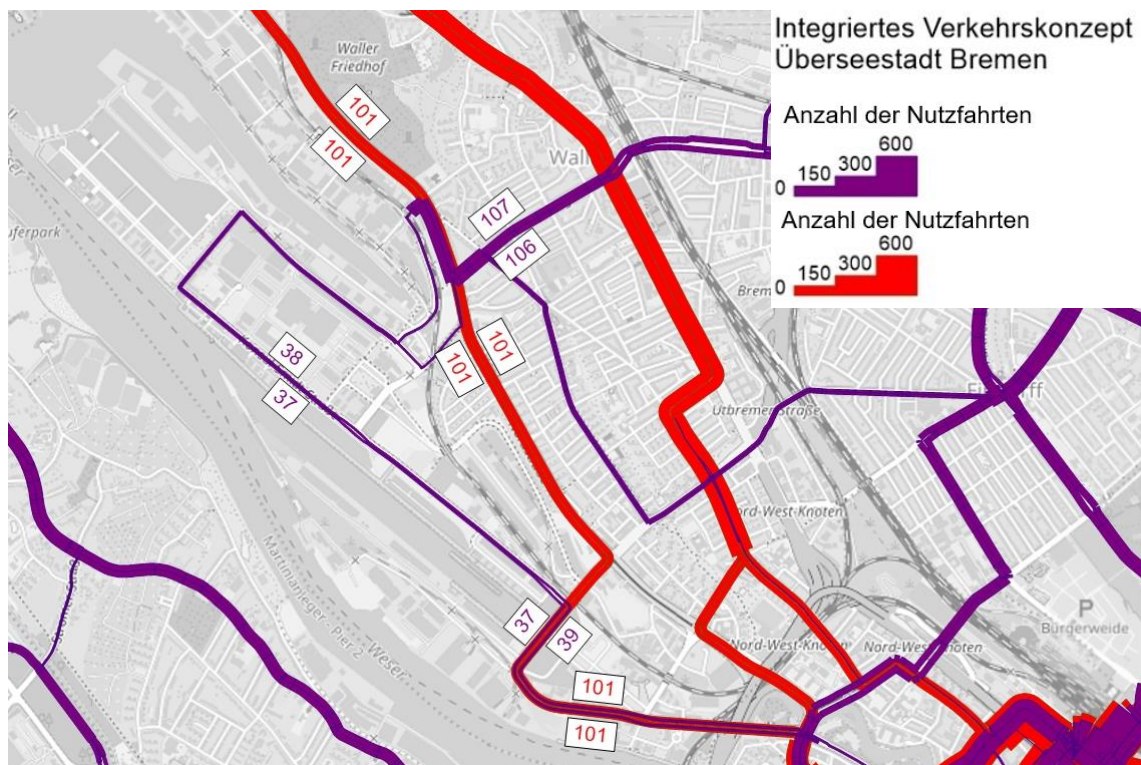 Integriertes Verkehrskonzept
Überseestadt Bremen
Anzahl der Nutzfahrten
0 150 300 600
Anzahl der Nutzfahrten
0 150 300 600
Waller
Friedhof
101
101
Wall
107
106
uferpark
Brem
101
101
38
37
Utbremer Straße
ff
Nord-West-Knoten
37
39
Nord-West-Knoten
Nord-West-Knoten
P
Bürgerweide
Weser
Pier 2
101
101